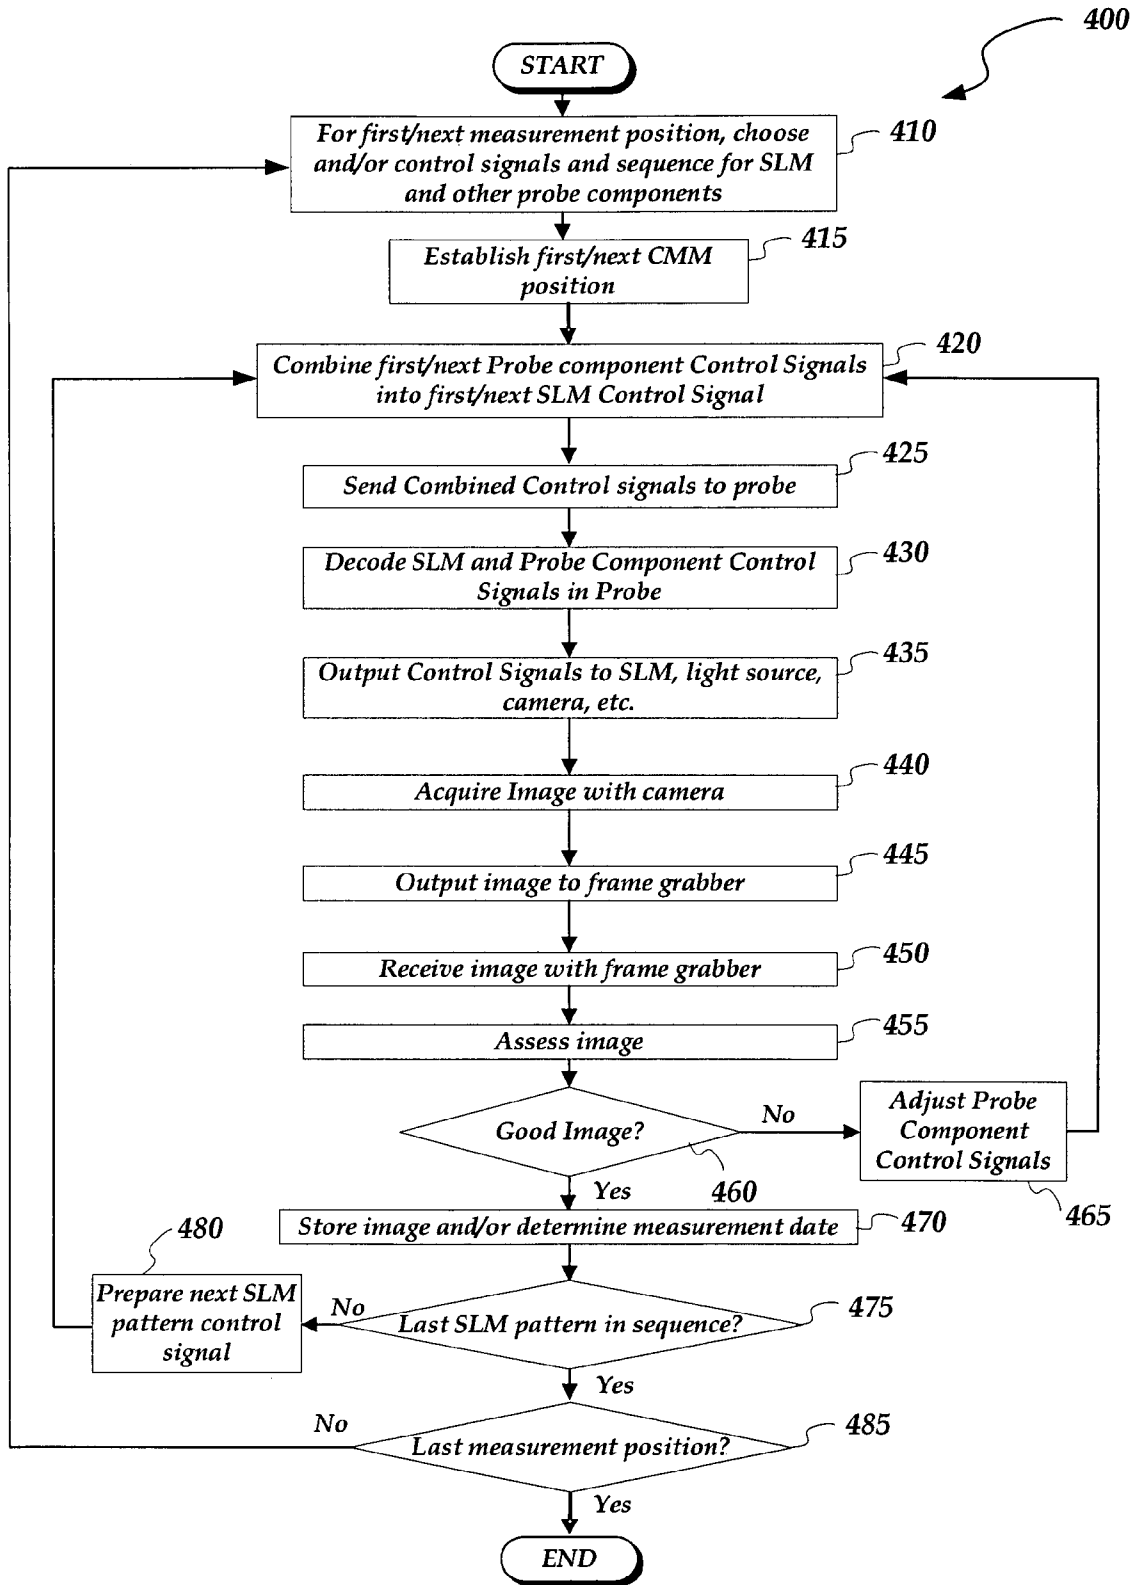 400
START
For first/next measurement position, choose
and/or control signals and sequence for SLM
and other probe components
410
Establish first/next CMM
position
415
Combine first/next Probe component Control Signals
into first/next SLM Control Signal
420
Send Combined Control signals to probe
425
Decode SLM and Probe Component Control
Signals in Probe
430
Output Control Signals to SLM, light source,
camera, etc.
435
Acquire Image with camera
440
Output image to frame grabber
445
Receive image with frame grabber
450
Assess image
455
Good Image?
460
No
Adjust Probe
Component
Control Signals
465
Yes
Store image and/or determine measurement date
470
Last SLM pattern in sequence?
475
No
Prepare next SLM
pattern control
signal
480
Yes
Last measurement position?
485
No
Yes
END